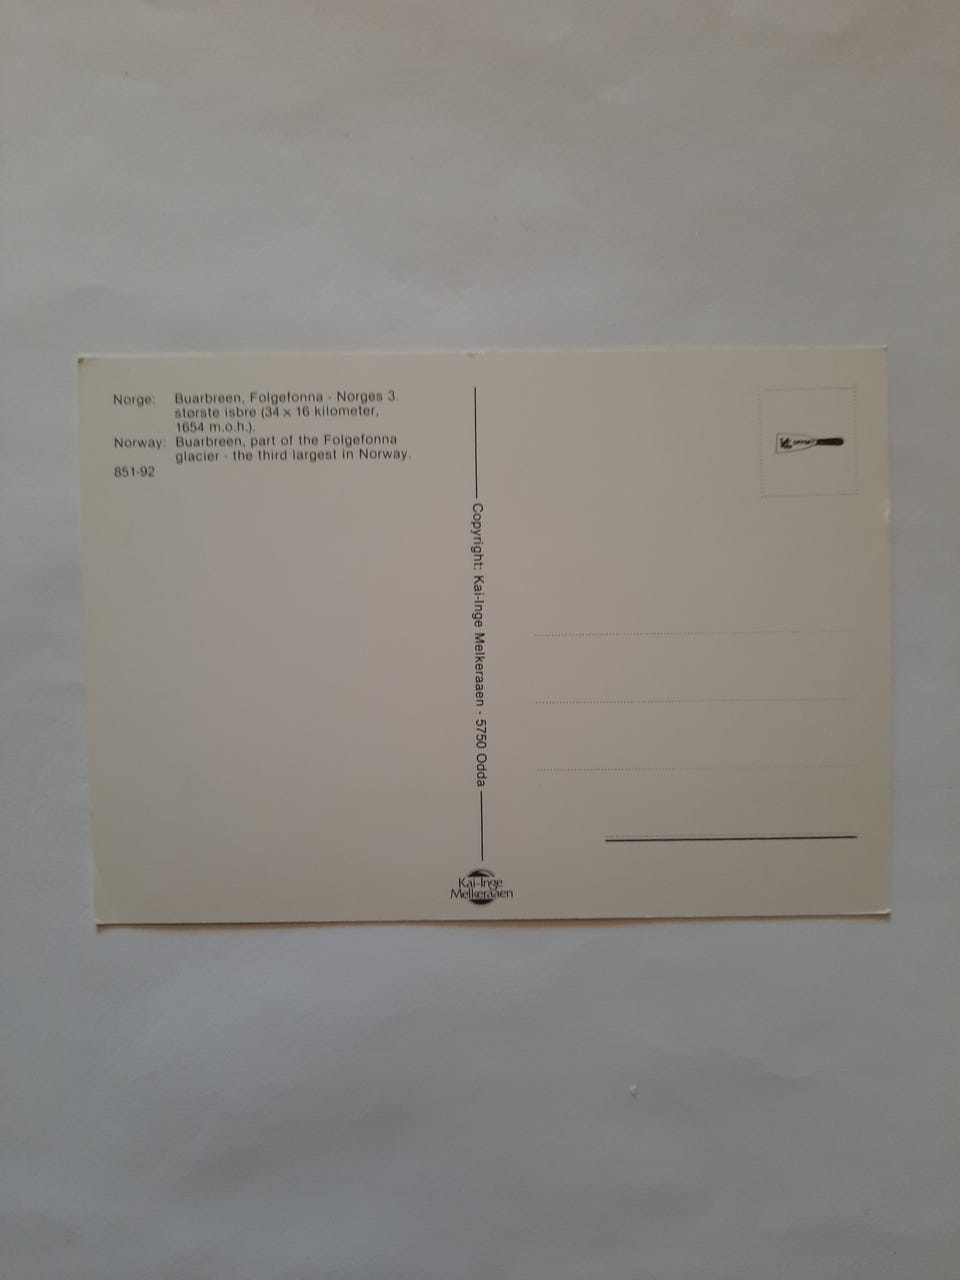 Norge: Buarbreen, Folgefonna - Norges 3.
største isbre (34 x 16 kilometer,
1654 m.o.h.).
Norway: Buarbreen, part of the Folgefonna
glacier - the third largest in Norway.
851-92
Copyright: Kai-Inge Melkeraaen - 5750 Odda
Kai-Inge
Melkeraaen
OFFSET